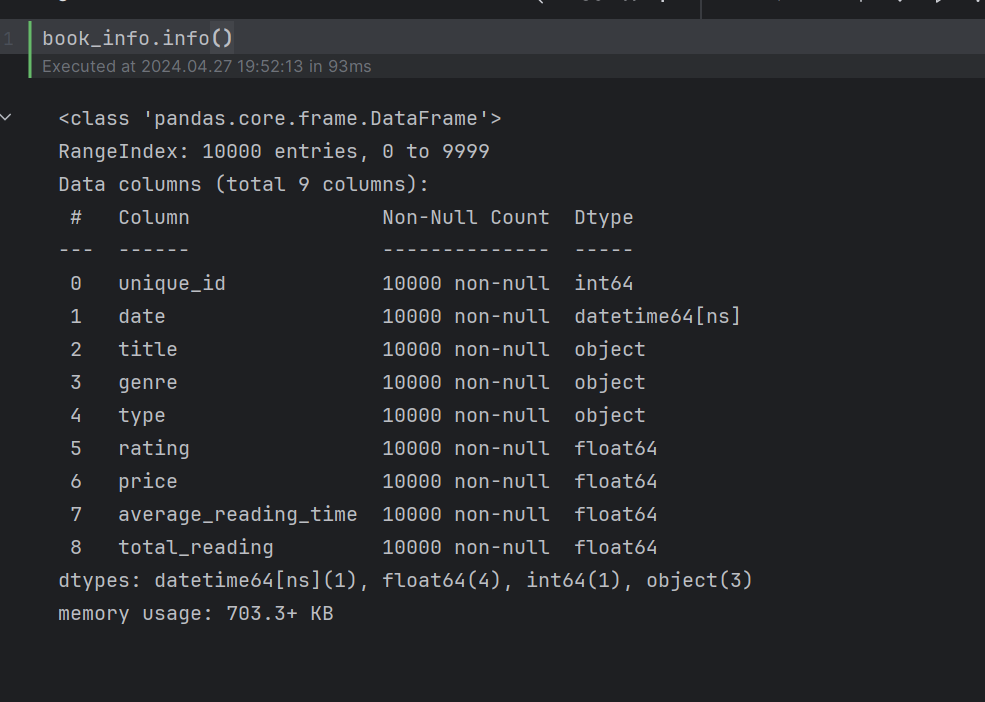 1 book_info.info()
Executed at 2024.04.27 19:52:13 in 93ms
<class 'pandas.core.frame.DataFrame'>
RangeIndex: 10000 entries, 0 to 9999
Data columns (total 9 columns):
 #   Column                Non-Null Count  Dtype
---  ------                --------------  -----
 0   unique_id             10000 non-null  int64
 1   date                  10000 non-null  datetime64[ns]
 2   title                 10000 non-null  object
 3   genre                 10000 non-null  object
 4   type                  10000 non-null  object
 5   rating                10000 non-null  float64
 6   price                 10000 non-null  float64
 7   average_reading_time  10000 non-null  float64
 8   total_reading         10000 non-null  float64
dtypes: datetime64[ns](1), float64(4), int64(1), object(3)
memory usage: 703.3+ KB